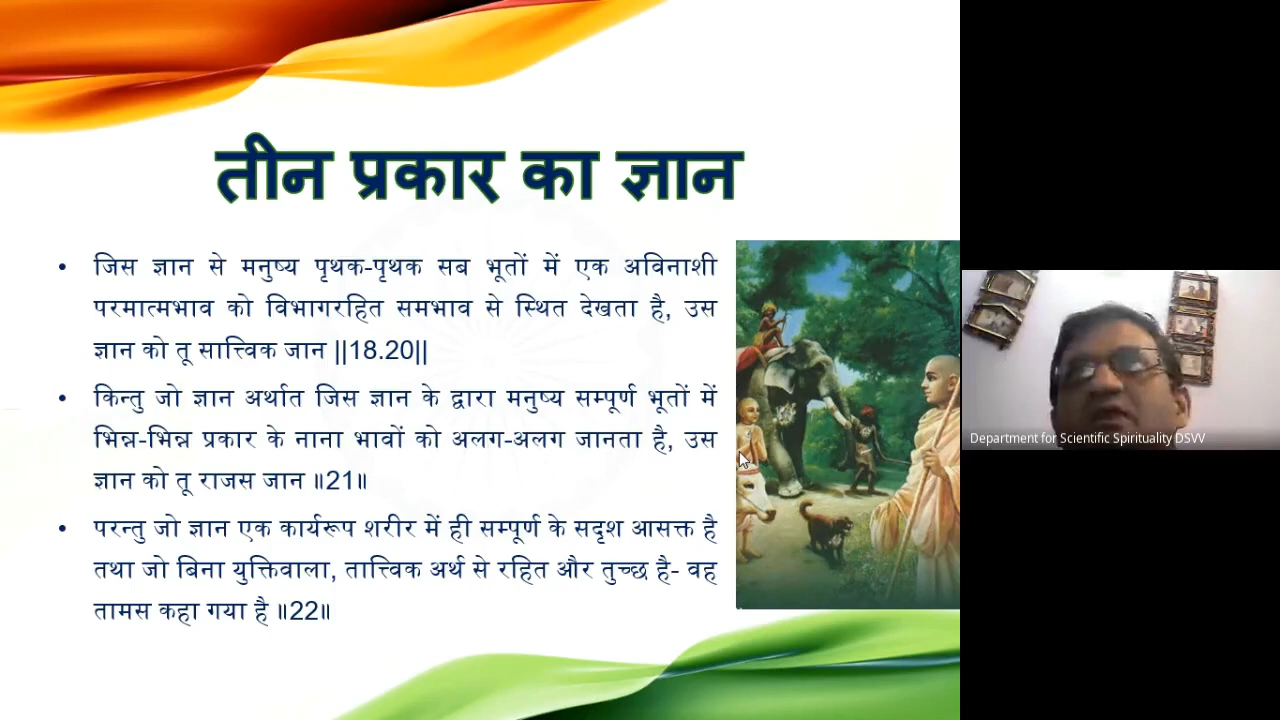 तीन प्रकार का ज्ञान
• जिस ज्ञान से मनुष्य पृथक-पृथक सब भूतों में एक अविनाशी
परमात्मभाव को विभागरहित समभाव से स्थित देखता है, उस
ज्ञान को तू सात्त्विक जान ||18.20||
• किन्तु जो ज्ञान अर्थात जिस ज्ञान के द्वारा मनुष्य सम्पूर्ण भूतों में
भिन्न-भिन्न प्रकार के नाना भावों को अलग-अलग जानता है, उस
ज्ञान को तू राजस जान ॥21॥
• परन्तु जो ज्ञान एक कार्यरूप शरीर में ही सम्पूर्ण के सदृश आसक्त है
तथा जो बिना युक्तिवाला, तात्त्विक अर्थ से रहित और तुच्छ है- वह
तामस कहा गया है ॥22॥
Department for Scientific Spirituality DSVV